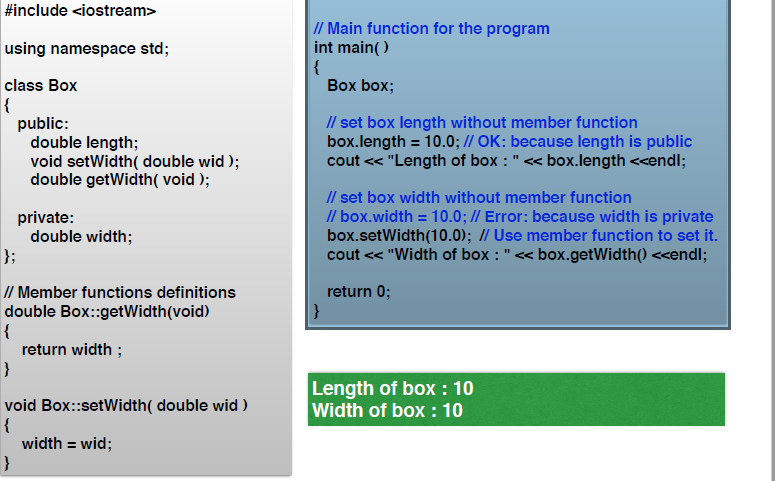 #include <iostream>
using namespace std;
class Box
{
public:
double length;
void setWidth( double wid );
double getWidth( void );
private:
double width;
};
// Member functions definitions
double Box::getWidth(void)
{
return width ;
}
void Box::setWidth( double wid )
{
width = wid;
}
// Main function for the program
int main( )
{
Box box;
// set box length without member function
box.length = 10.0; // OK: because length is public
cout << "Length of box : " << box.length <<endl;
// set box width without member function
// box.width = 10.0; // Error: because width is private
box.setWidth(10.0); // Use member function to set it.
cout << "Width of box : " << box.getWidth() <<endl;
return 0;
}
Length of box : 10
Width of box : 10